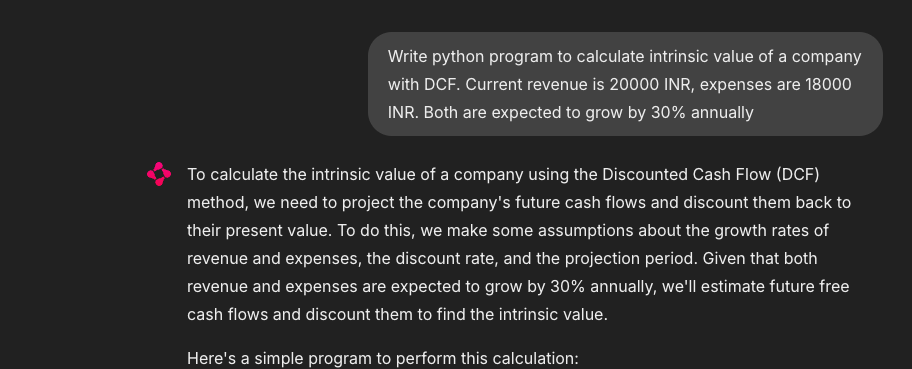 Write python program to calculate intrinsic value of a company
with DCF. Current revenue is 20000 INR, expenses are 18000
INR. Both are expected to grow by 30% annually
To calculate the intrinsic value of a company using the Discounted Cash Flow (DCF)
method, we need to project the company's future cash flows and discount them back to
their present value. To do this, we make some assumptions about the growth rates of
revenue and expenses, the discount rate, and the projection period. Given that both
revenue and expenses are expected to grow by 30% annually, we'll estimate future free
cash flows and discount them to find the intrinsic value.
Here's a simple program to perform this calculation: